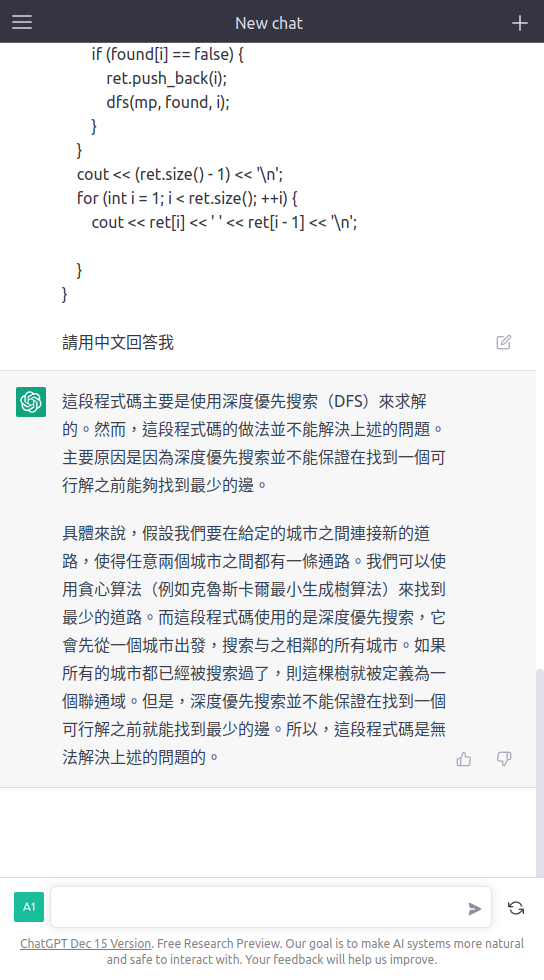 New chat
if (found[i] == false) {
ret.push_back(i);
dfs(mp, found, i);
}
}
cout << (ret.size() - 1) << '\n';
for (int i = 1; i < ret.size(); ++i) {
cout << ret[i] << ' ' << ret[i - 1] << '\n';
}
}
請用中文回答我
這段程式碼主要是使用深度優先搜索（DFS）來求解
的。然而，這段程式碼的做法並不能解決上述的問題。
主要原因是因為深度優先搜索並不能保證在找到一個可
行解之前能夠找到最少的邊。
具體來說，假設我們要在給定的城市之間連接新的道
路，使得任意兩個城市之間都有一條通路。我們可以使
用貪心算法（例如克魯斯卡爾最小生成樹算法）來找到
最少的道路。而這段程式碼使用的是深度優先搜索，它
會先從一個城市出發，搜索与之相鄰的所有城市。如果
所有的城市都已經被搜索過了，則這棵樹就被定義為一
個聯通域。但是，深度優先搜索並不能保證在找到一個
可行解之前就能找到最少的邊。所以，這段程式碼是無
法解決上述的問題的。
A1
ChatGPT Dec 15 Version. Free Research Preview. Our goal is to make AI systems more natural
and safe to interact with. Your feedback will help us improve.